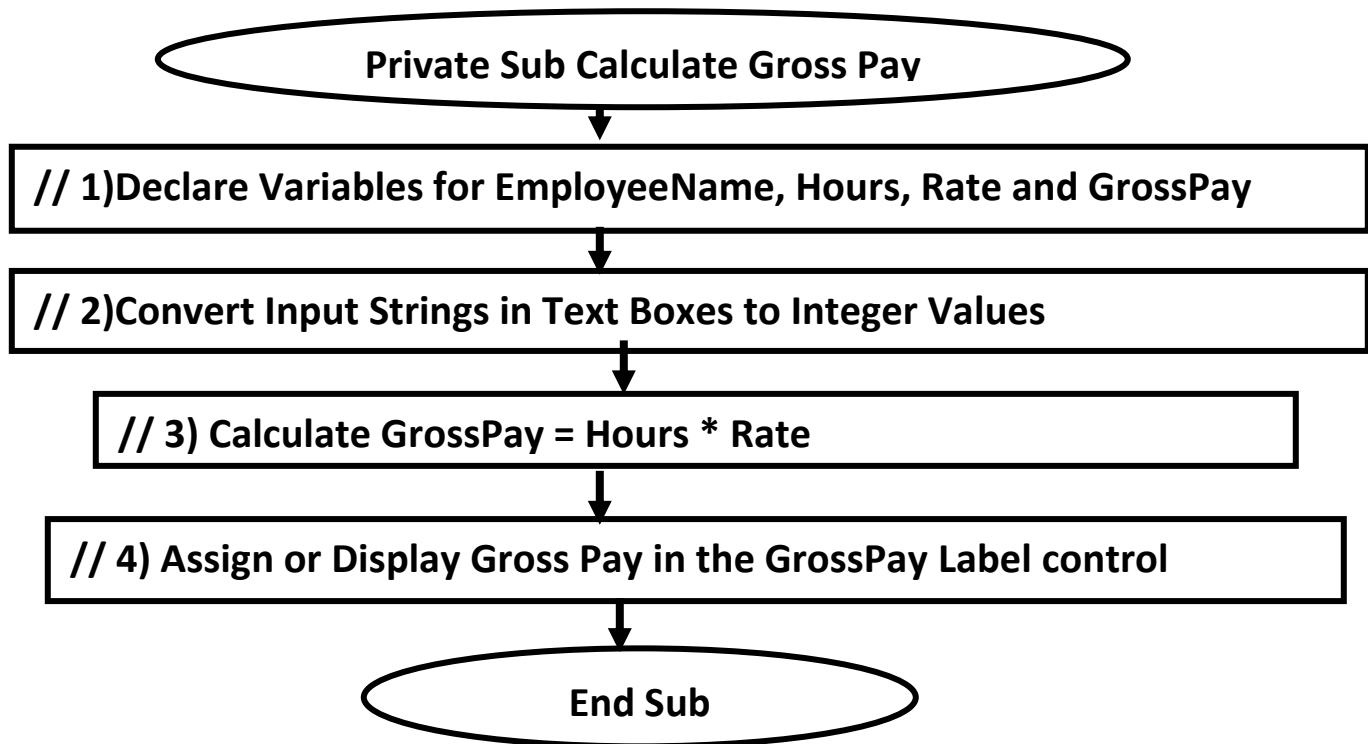 Private Sub Calculate Gross Pay
// 1)Declare Variables for EmployeeName, Hours, Rate and GrossPay
// 2)Convert Input Strings in Text Boxes to Integer Values
// 3) Calculate GrossPay = Hours * Rate
// 4) Assign or Display Gross Pay in the GrossPay Label control
End Sub